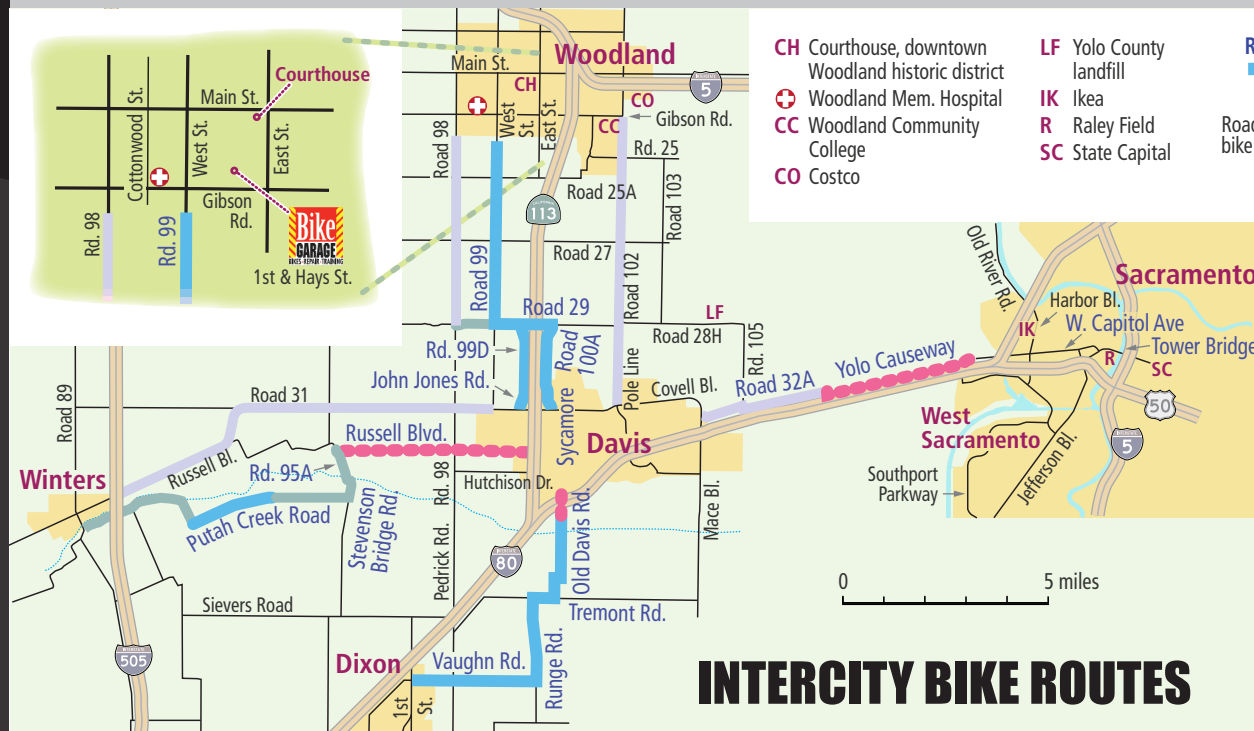 Courthouse
Main St.
Cottonwood St.
West St.
East St.
Gibson
Rd.
Rd. 98
Rd. 99
Bike
GARAGE
BIKES·REPAIR·TRAINING
1st & Hays St.
Woodland
Main St.
CH
5
CO
CC
Gibson Rd.
Road 98
West
St.
East St.
Rd. 25
Road 25A
Road 103
113
Road 27
Road 99
Road 102
Road 29
LF
Road 28H
Rd. 99D
Road
100A
Rd. 105
John Jones Rd.
Pole Line
Covell Bl.
Road 32A
Yolo Causeway
CH Courthouse, downtown
Woodland historic district
Woodland Mem. Hospital
CC Woodland Community
College
CO Costco
LF Yolo County
landfill
IK Ikea
R Raley Field
SC State Capital
R
Road
bike
Old River Rd.
Sacramento
Harbor Bl.
IK
W. Capitol Ave
Tower Bridge
R
SC
50
5
West
Sacramento
Southport
Parkway
Jefferson Bl.
Road 89
Road 31
Russell Blvd.
Sycamore
Davis
Winters
Russell Bl.
Rd. 95A
Rd. 98
Hutchison Dr.
Putah Creek Road
Stevenson
Bridge Rd.
Pedrick Rd.
80
Old Davis Rd.
Mace Bl.
0 5 miles
Sievers Road
Tremont Rd.
505
Dixon
Vaughn Rd.
Runge Rd.
1st
St.
INTERCITY BIKE ROUTES